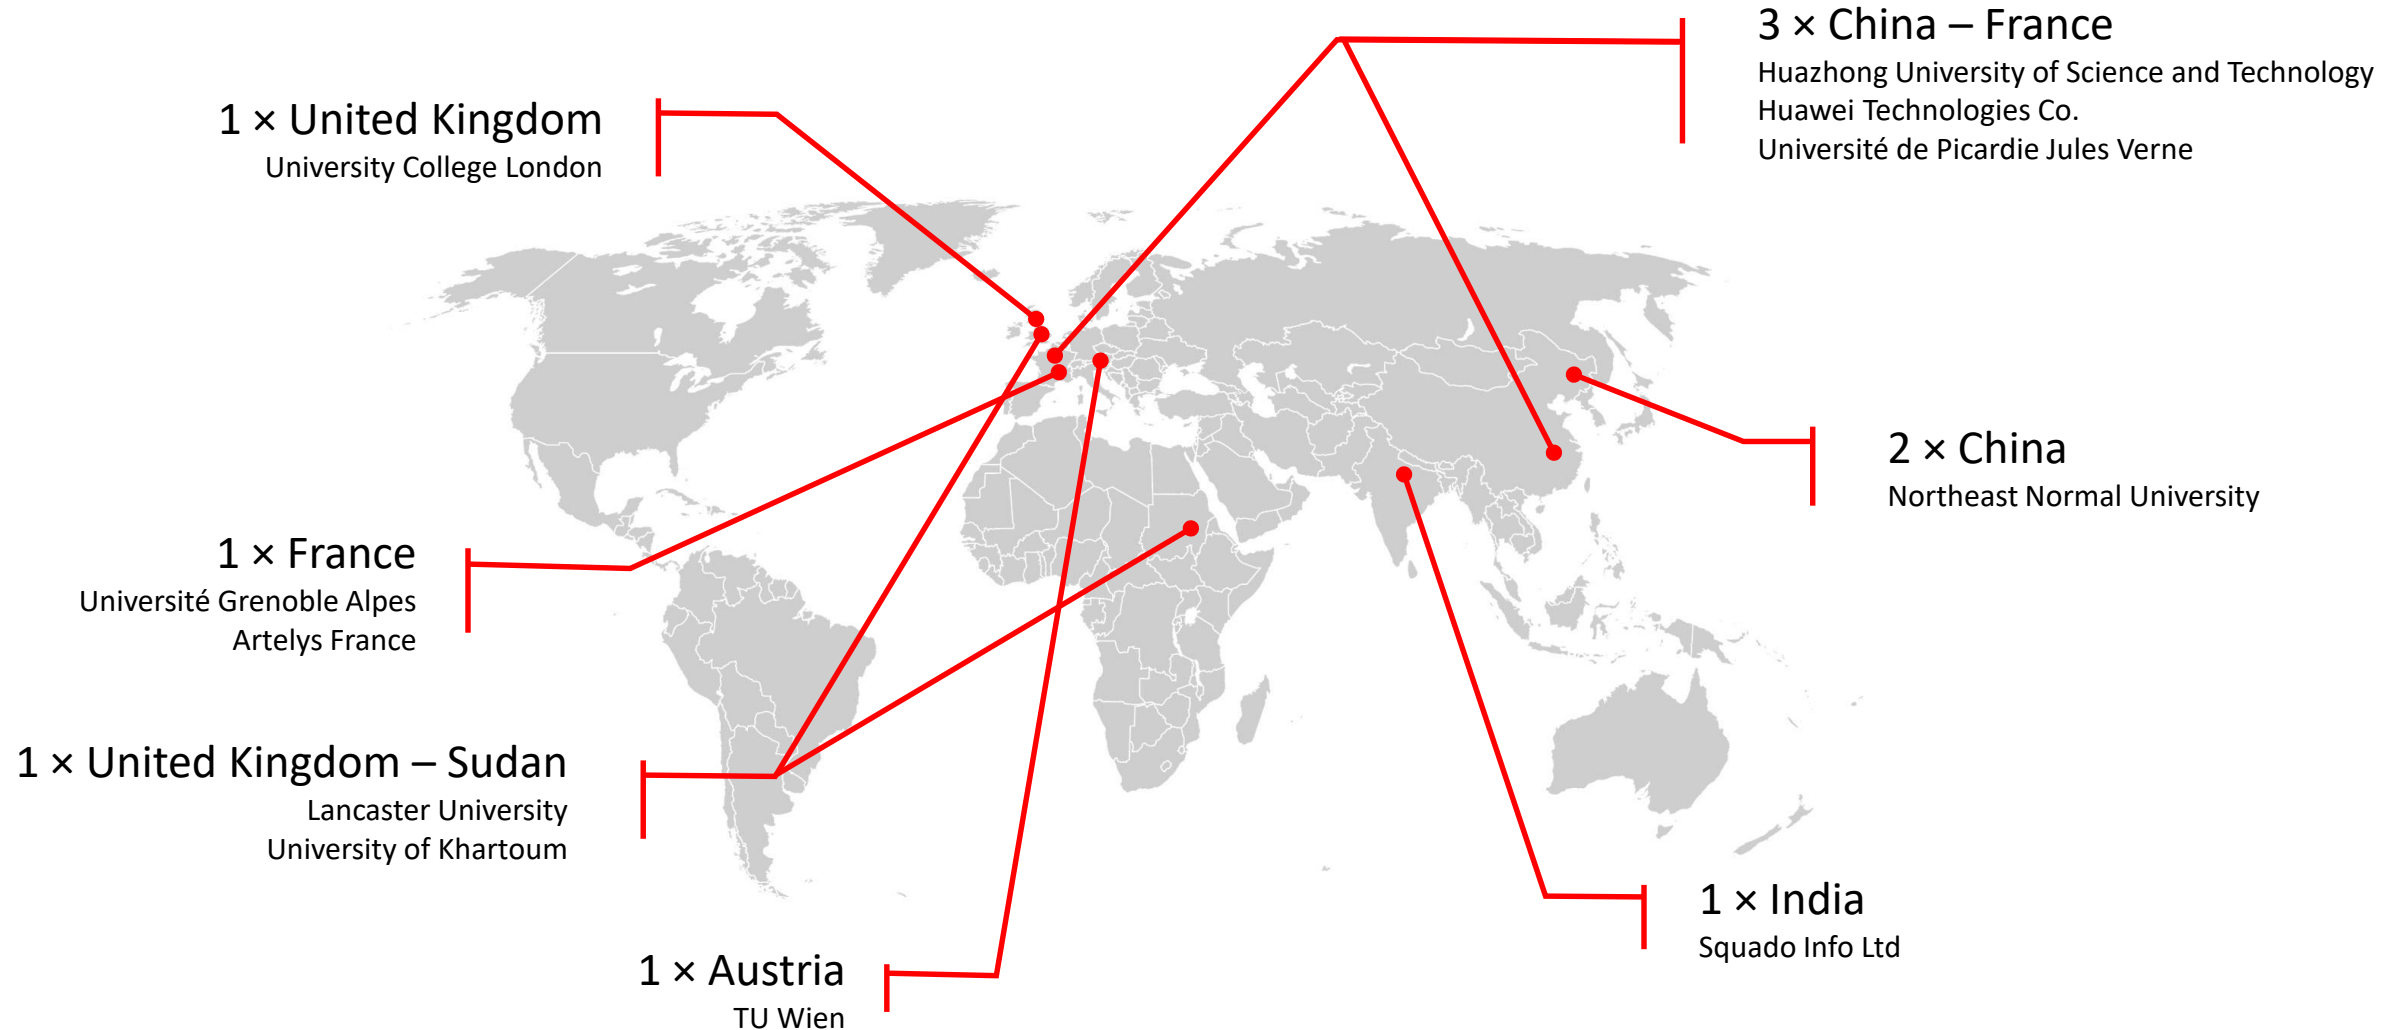 3 × China – France
Huazhong University of Science and Technology
Huawei Technologies Co.
Université de Picardie Jules Verne
1 × United Kingdom
University College London
2 × China
Northeast Normal University
1 × France
Université Grenoble Alpes
Artelys France
1 × United Kingdom – Sudan
Lancaster University
University of Khartoum
1 × India
Squado Info Ltd
1 × Austria
TU Wien